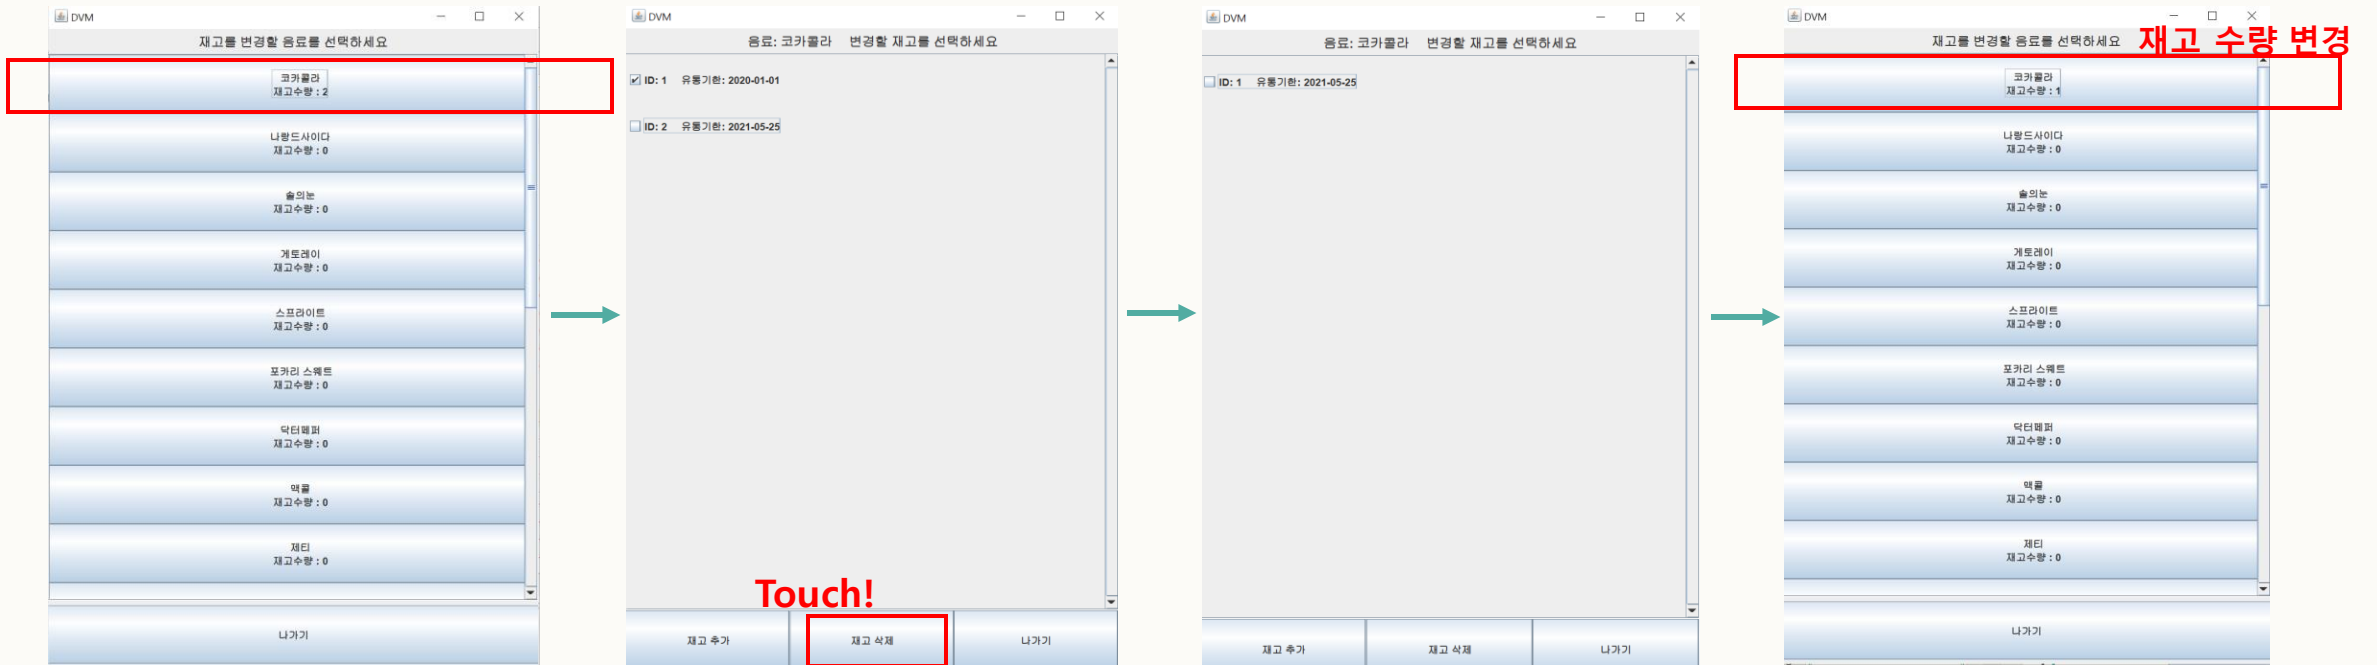 DVM
재고를 변경할 음료를 선택하세요
코카콜라
재고수량 : 2
나랑드사이다
재고수량 : 0
솔의눈
재고수량 : 0
게토레이
재고수량 : 0
스프라이트
재고수량 : 0
포카리 스웨트
재고수량 : 0
닥터페퍼
재고수량 : 0
맥콜
재고수량 : 0
제티
재고수량 : 0
나가기
DVM
음료: 코카콜라 변경할 재고를 선택하세요
ID: 1 유통기한: 2020-01-01
ID: 2 유통기한: 2021-05-25
Touch!
재고 추가
재고 삭제
나가기
DVM
음료: 코카콜라 변경할 재고를 선택하세요
ID: 1 유통기한: 2021-05-25
재고 추가
재고 삭제
나가기
DVM
재고를 변경할 음료를 선택하세요
재고 수량 변경
코카콜라
재고수량 : 1
나랑드사이다
재고수량 : 0
솔의눈
재고수량 : 0
게토레이
재고수량 : 0
스프라이트
재고수량 : 0
포카리 스웨트
재고수량 : 0
닥터페퍼
재고수량 : 0
맥콜
재고수량 : 0
제티
재고수량 : 0
나가기